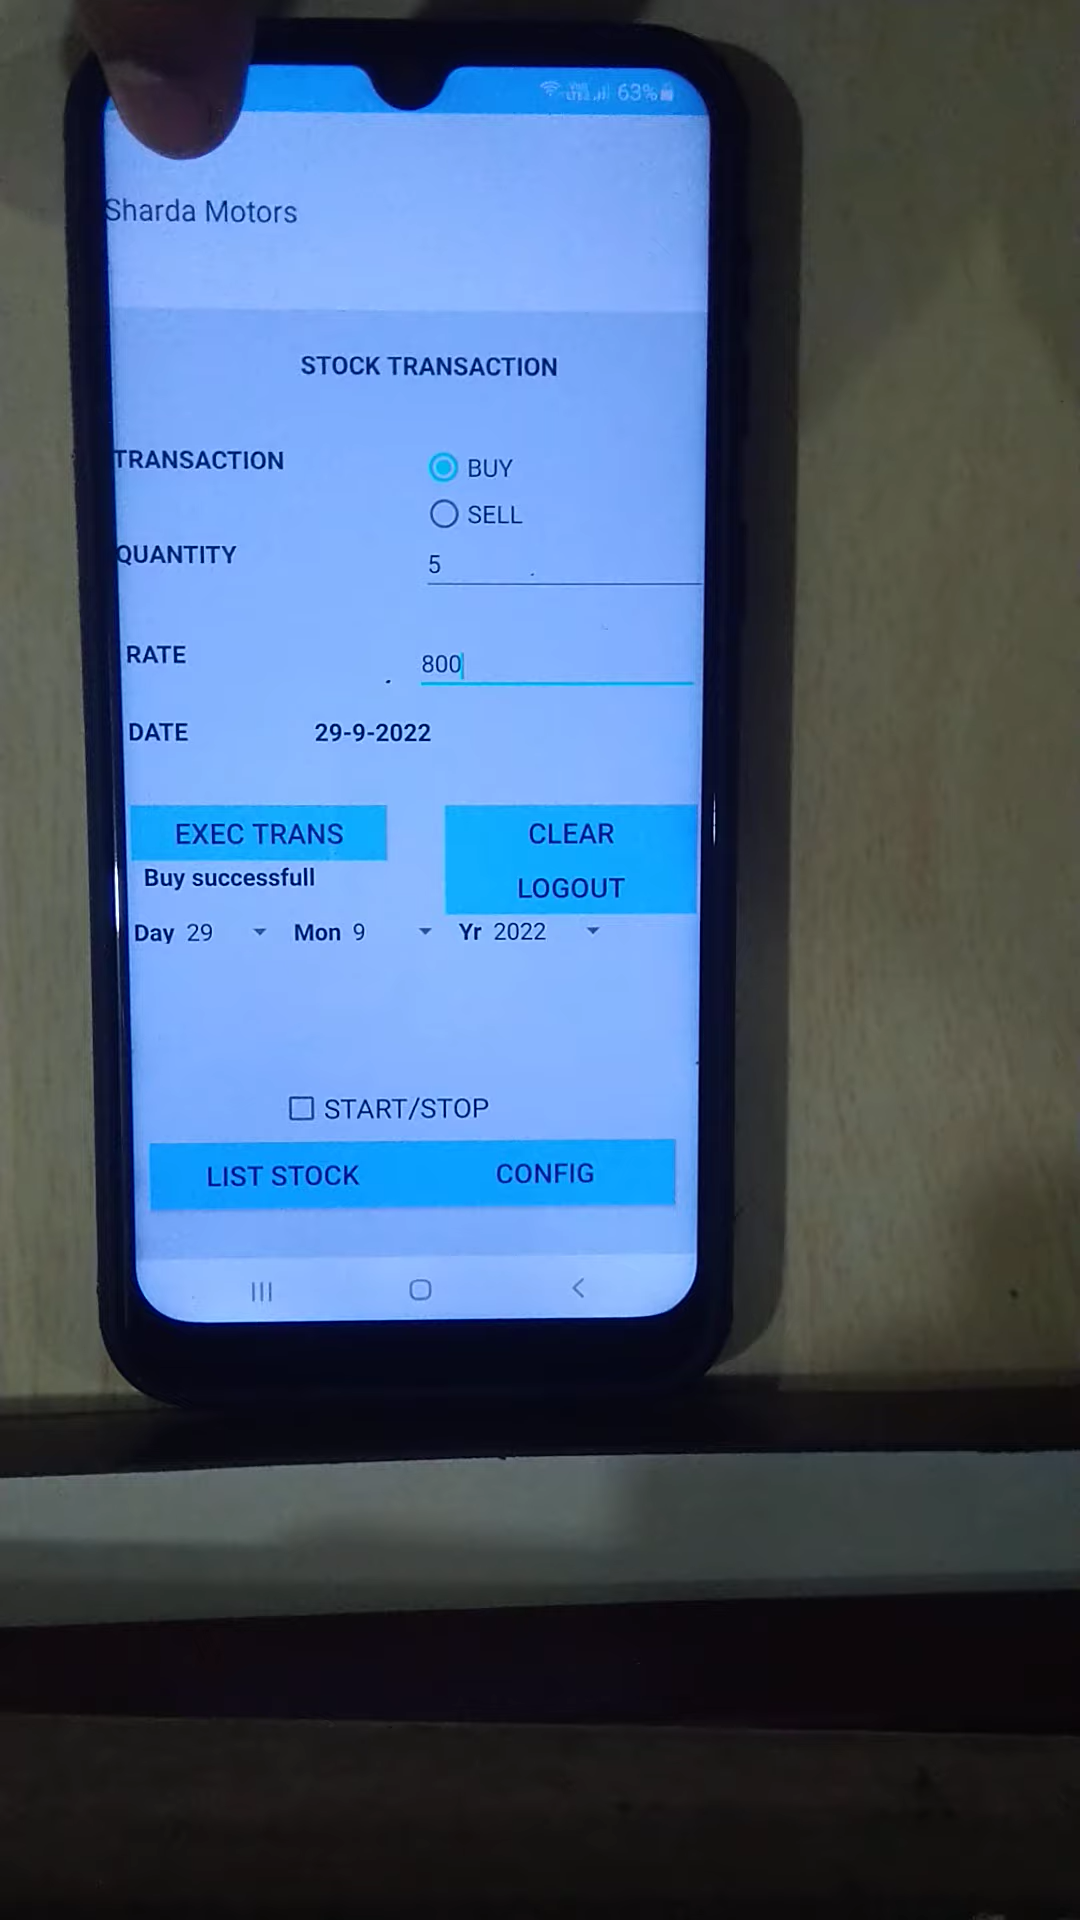 63%
Sharda Motors
STOCK TRANSACTION
TRANSACTION
BUY
SELL
QUANTITY
5
RATE
800
DATE 29-9-2022
EXEC TRANS CLEAR
Buy successfull LOGOUT
Day 29 Mon 9 Yr 2022
START/STOP
LIST STOCK CONFIG